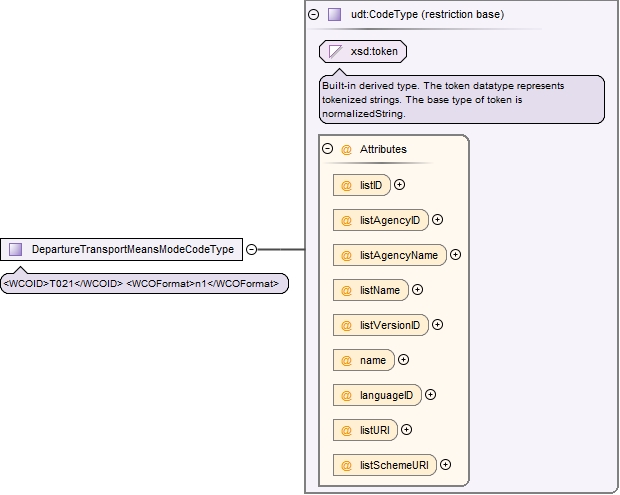 udt:CodeType (restriction base)
xsd:token
Built-in derived type. The token datatype represents
tokenized strings. The base type of token is
normalizedString.
@ Attributes
@ listID
@ listAgencyID
@ listAgencyName
@ listName
@ listVersionID
@ name
@ languageID
@ listURI
@ listSchemeURI
DepartureTransportMeansModeCodeType
<WCOID>T021</WCOID> <WCOFormat>n1</WCOFormat>